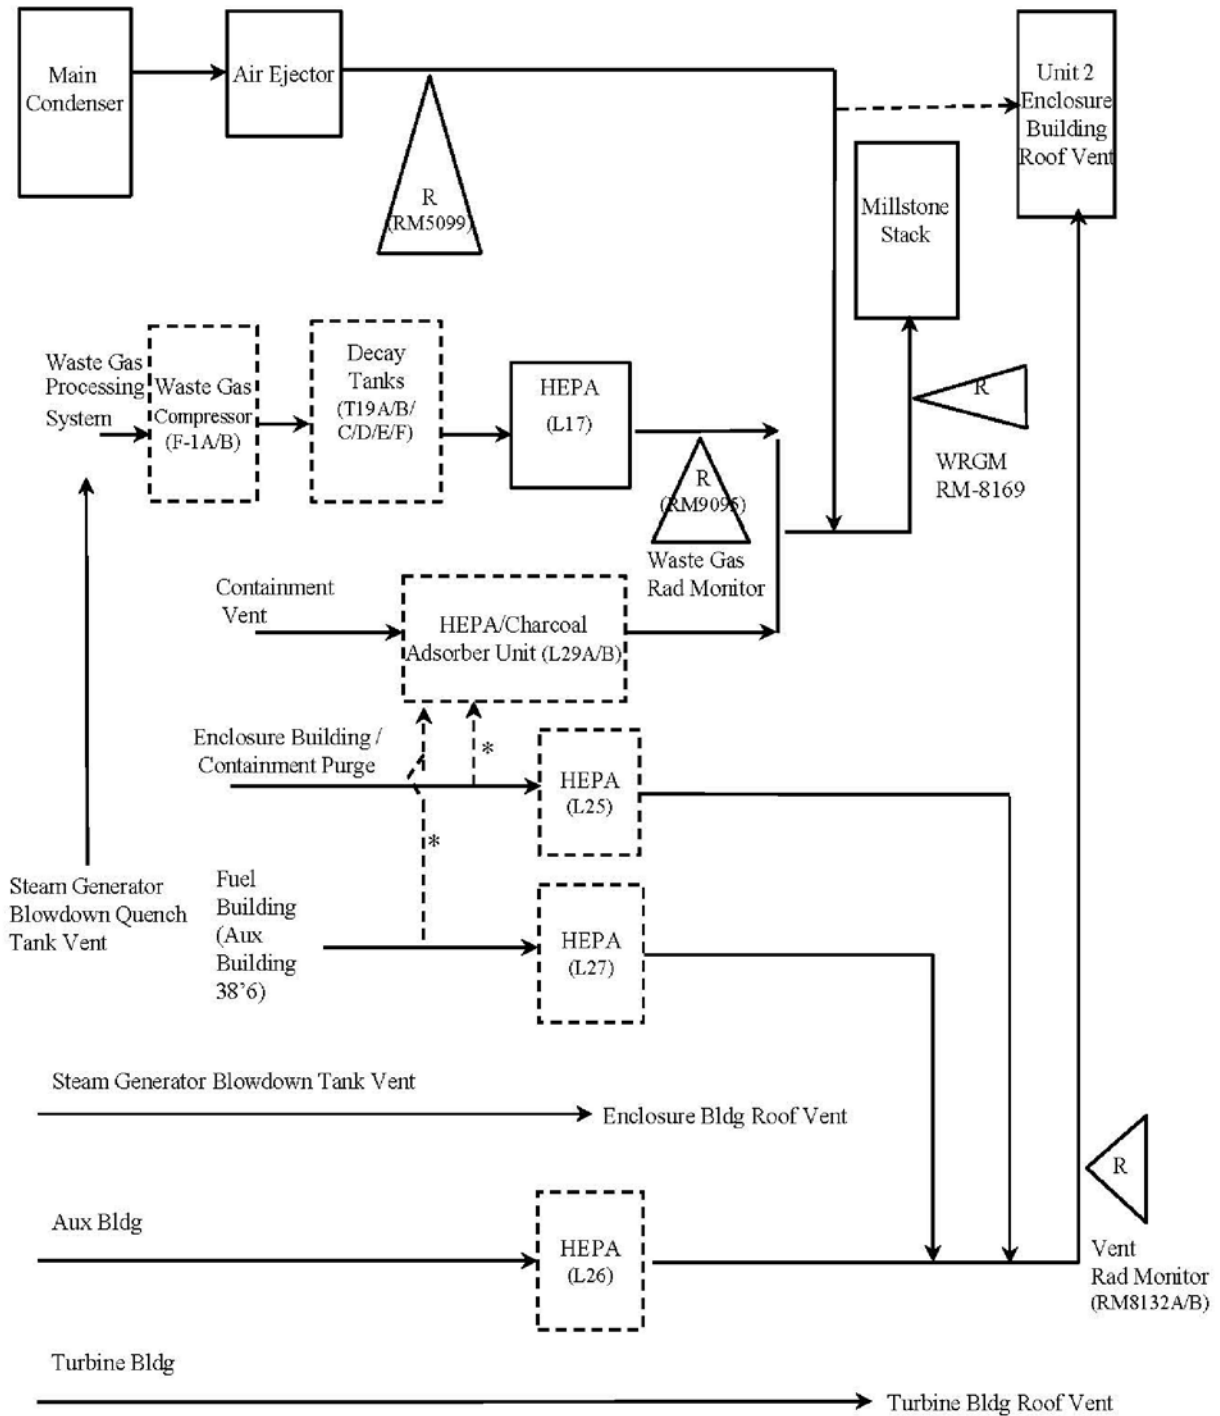 Main
Condenser
Air Ejector
Unit 2
Enclosure
Building
Roof Vent
R
(RM5099)
Millstone
Stack
Waste Gas
Processing
System
Waste Gas
Compressor
(F-1A/B)
Decay
Tanks
(T19A/B/
C/D/E/F)
HEPA
(L17)
R
(RM9095)
Waste Gas
Rad Monitor
R
WRGM
RM-8169
Containment
Vent
HEPA/Charcoal
Adsorber Unit (L29A/B)
Enclosure Building /
Containment Purge
*
HEPA
(L25)
*
Steam Generator
Blowdown Quench
Tank Vent
Fuel
Building
(Aux
Building
38’6)
HEPA
(L27)
Steam Generator Blowdown Tank Vent
Enclosure Bldg Roof Vent
R
Aux Bldg
HEPA
(L26)
Vent
Rad Monitor
(RM8132A/B)
Turbine Bldg
Turbine Bldg Roof Vent